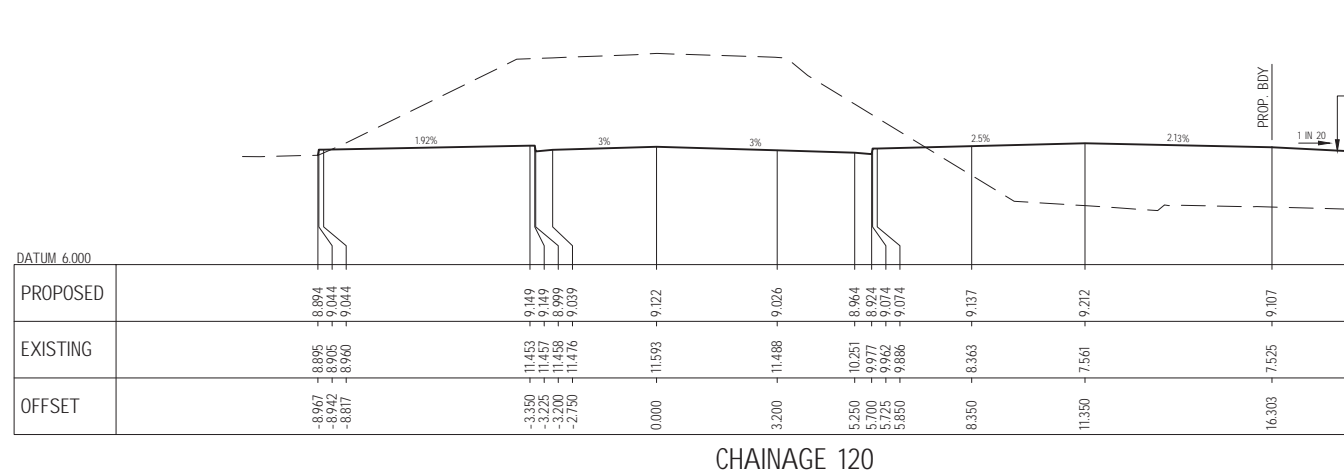 PROP. BDY
1.92%
3%
3%
2.5%
2.13%
1 IN 20
DATUM 6.000
PROPOSED 8.894 9.044 9.044 9.149 9.149 8.999 9.039 9.122 9.026 8.964 8.924 9.074 9.074 9.137 9.212 9.107
EXISTING 8.895 8.905 8.960 11.453 11.457 11.458 11.476 11.593 11.488 10.251 9.977 9.962 9.886 8.363 7.561 7.525
OFFSET -8.967 -8.942 -8.817 -3.350 -3.225 -3.200 -2.750 0.000 3.200 5.250 5.700 5.725 5.850 8.350 11.350 16.303
CHAINAGE 120